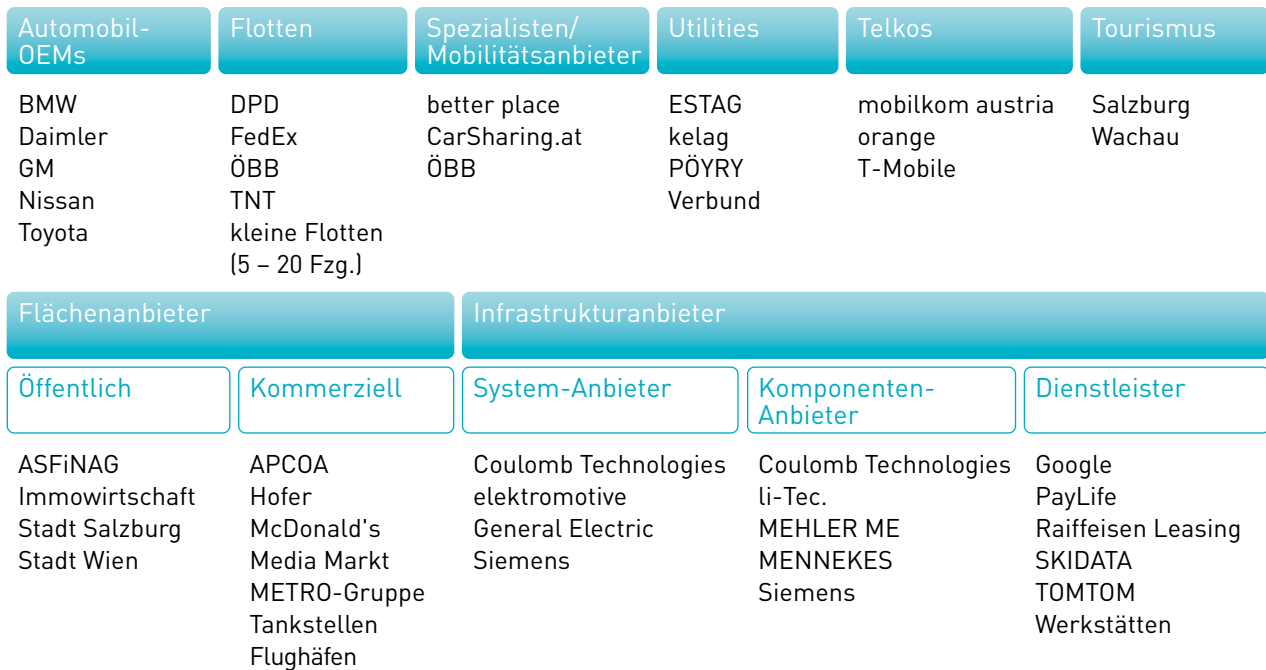 Automobil-
OEMs
BMW
Daimler
GM
Nissan
Toyota
Flotten
DPD
FedEx
ÖBB
TNT
kleine Flotten
(5 – 20 Fzg.)
Spezialisten/
Mobilitätsanbieter
better place
CarSharing.at
ÖBB
Utilities
ESTAG
kelag
PÖYRY
Verbund
Telkos
mobilkom austria
orange
T-Mobile
Tourismus
Salzburg
Wachau
Flächenanbieter
Öffentlich
ASFiNAG
Immowirtschaft
Stadt Salzburg
Stadt Wien
Kommerziell
APCOA
Hofer
McDonald's
Media Markt
METRO-Gruppe
Tankstellen
Flughäfen
Infrastrukturanbieter
System-Anbieter
Coulomb Technologies
elektromotive
General Electric
Siemens
Komponenten-
Anbieter
Coulomb Technologies
li-Tec.
MEHLER ME
MENNEKES
Siemens
Dienstleister
Google
PayLife
Raiffeisen Leasing
SKIDATA
TOMTOM
Werkstätten